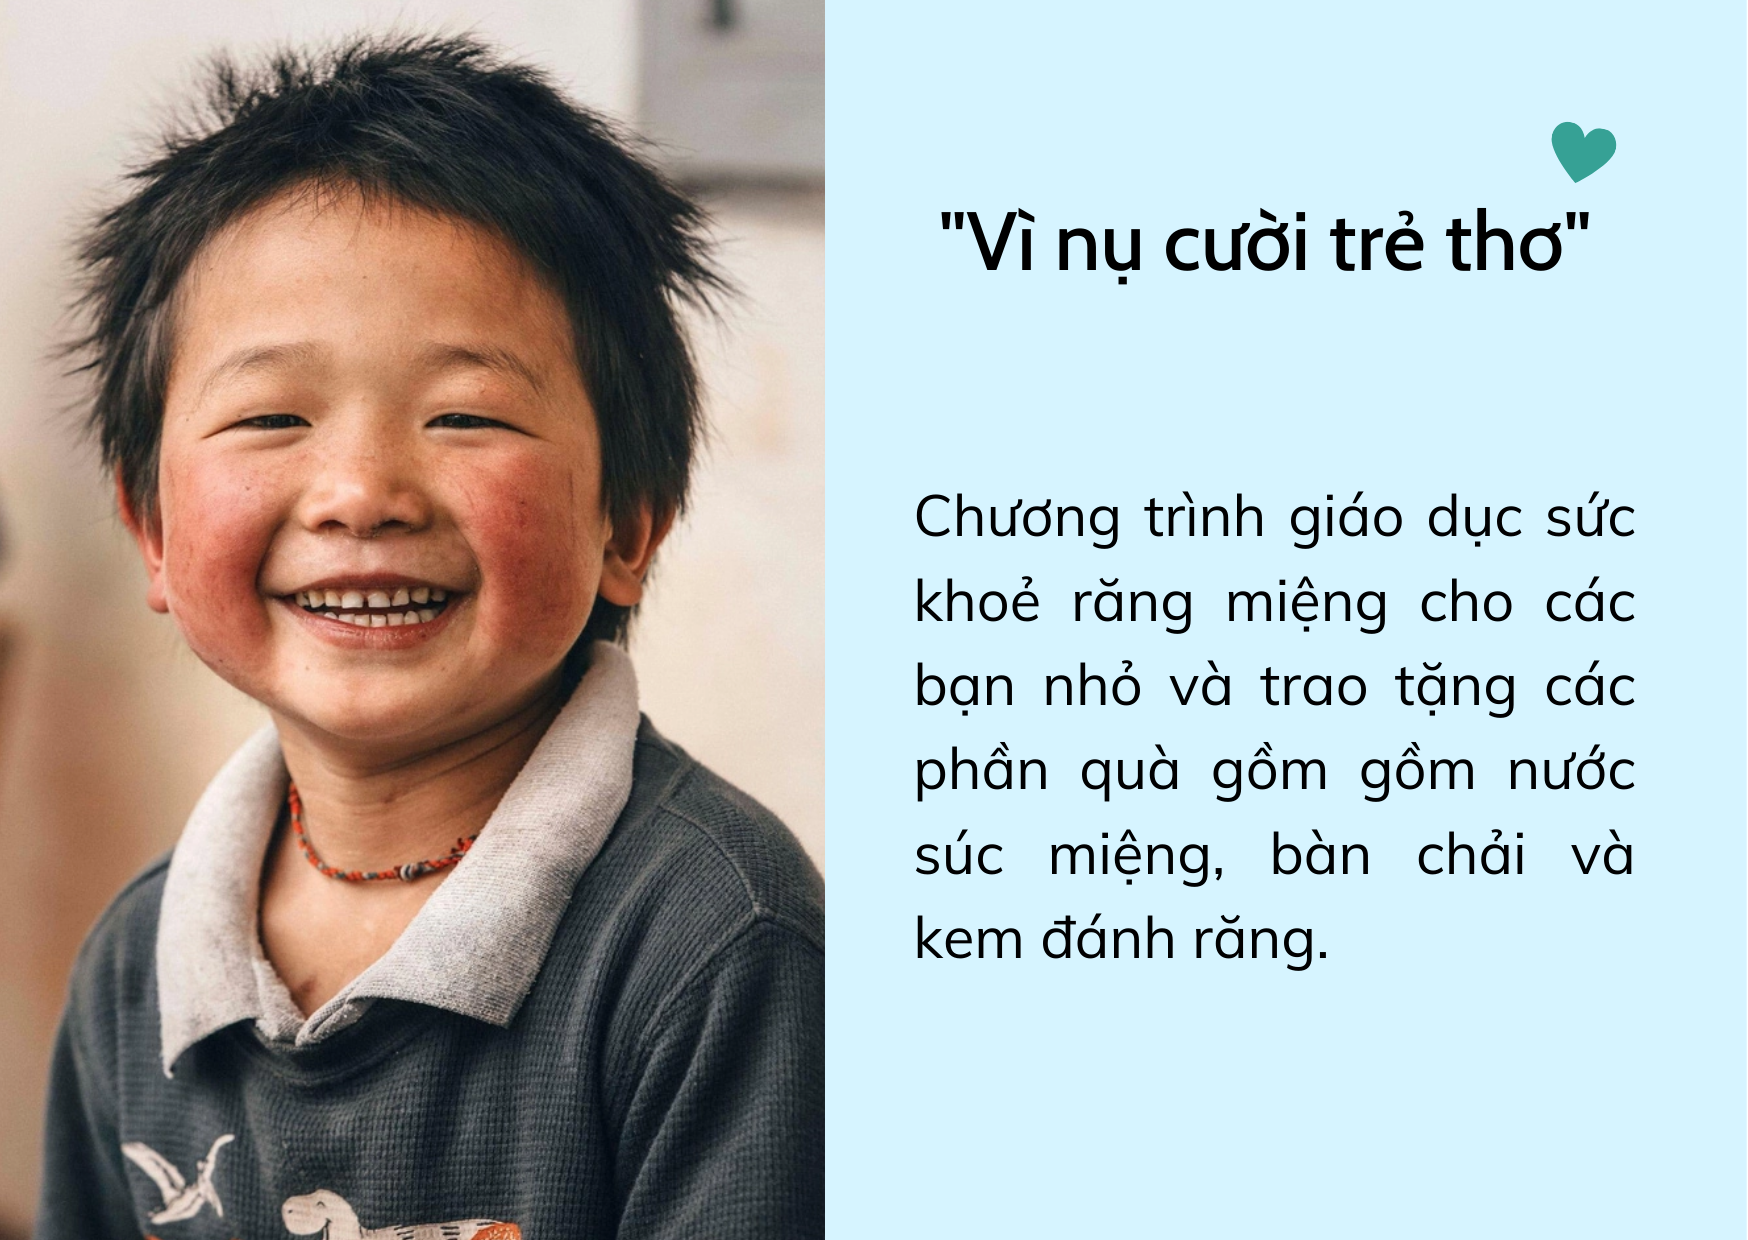 "Vì nụ cười trẻ thơ"
Chương trình giáo dục sức
khoẻ răng miệng cho các
bạn nhỏ và trao tặng các
phần quà gồm gồm nước
súc miệng, bàn chải và
kem đánh răng.